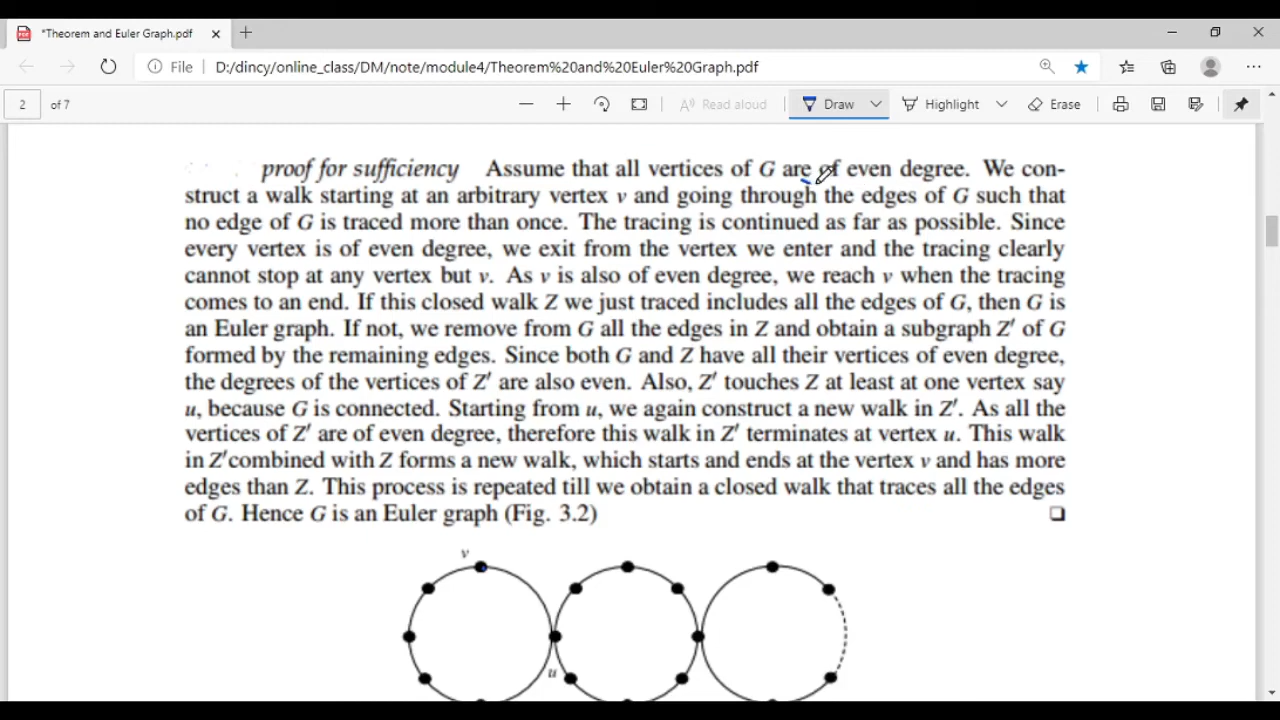 *Theorem and Euler Graph.pdf
File D:/dincy/online_class/DM/note/module4/Theorem%20and%20Euler%20Graph.pdf
2 of 7 Read aloud Draw Highlight Erase
proof for sufficiency Assume that all vertices of G are of even degree. We con-
struct a walk starting at an arbitrary vertex v and going through the edges of G such that
no edge of G is traced more than once. The tracing is continued as far as possible. Since
every vertex is of even degree, we exit from the vertex we enter and the tracing clearly
cannot stop at any vertex but v. As v is also of even degree, we reach v when the tracing
comes to an end. If this closed walk Z we just traced includes all the edges of G, then G is
an Euler graph. If not, we remove from G all the edges in Z and obtain a subgraph Z′ of G
formed by the remaining edges. Since both G and Z have all their vertices of even degree,
the degrees of the vertices of Z′ are also even. Also, Z′ touches Z at least at one vertex say
u, because G is connected. Starting from u, we again construct a new walk in Z′. As all the
vertices of Z′ are of even degree, therefore this walk in Z′ terminates at vertex u. This walk
in Z′combined with Z forms a new walk, which starts and ends at the vertex v and has more
edges than Z. This process is repeated till we obtain a closed walk that traces all the edges
of G. Hence G is an Euler graph (Fig. 3.2)
v
u